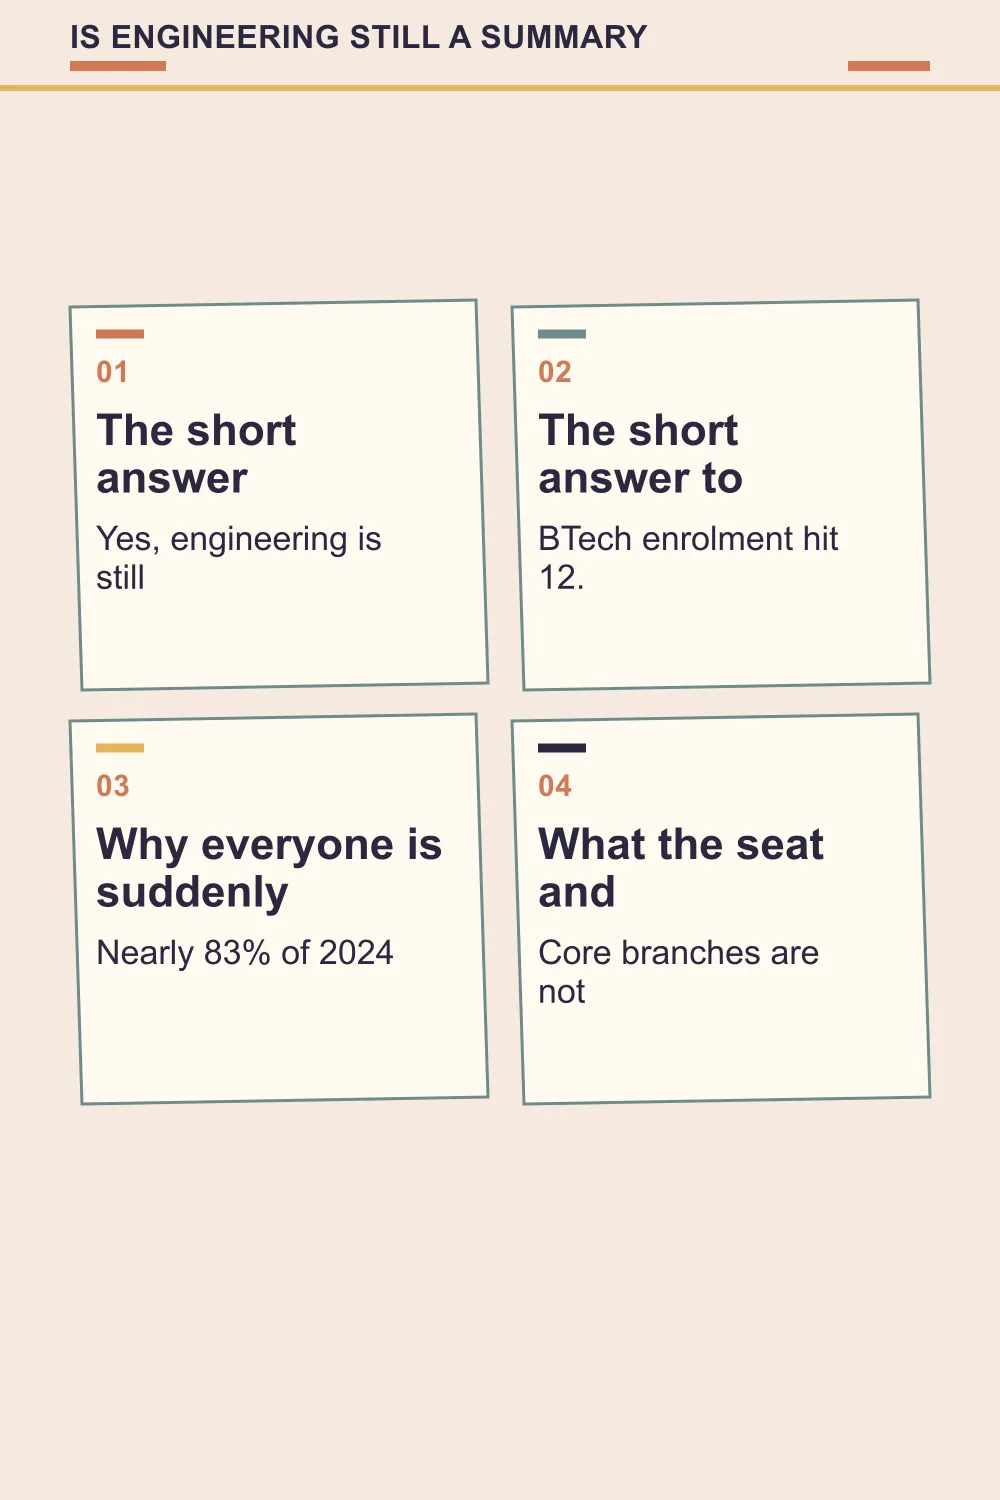 IS ENGINEERING STILL A SUMMARY
01
The short
answer
Yes, engineering is
still
02
The short
answer to
BTech enrolment hit
12.
03
Why everyone is
suddenly
Nearly 83% of 2024
04
What the seat
and
Core branches are
not